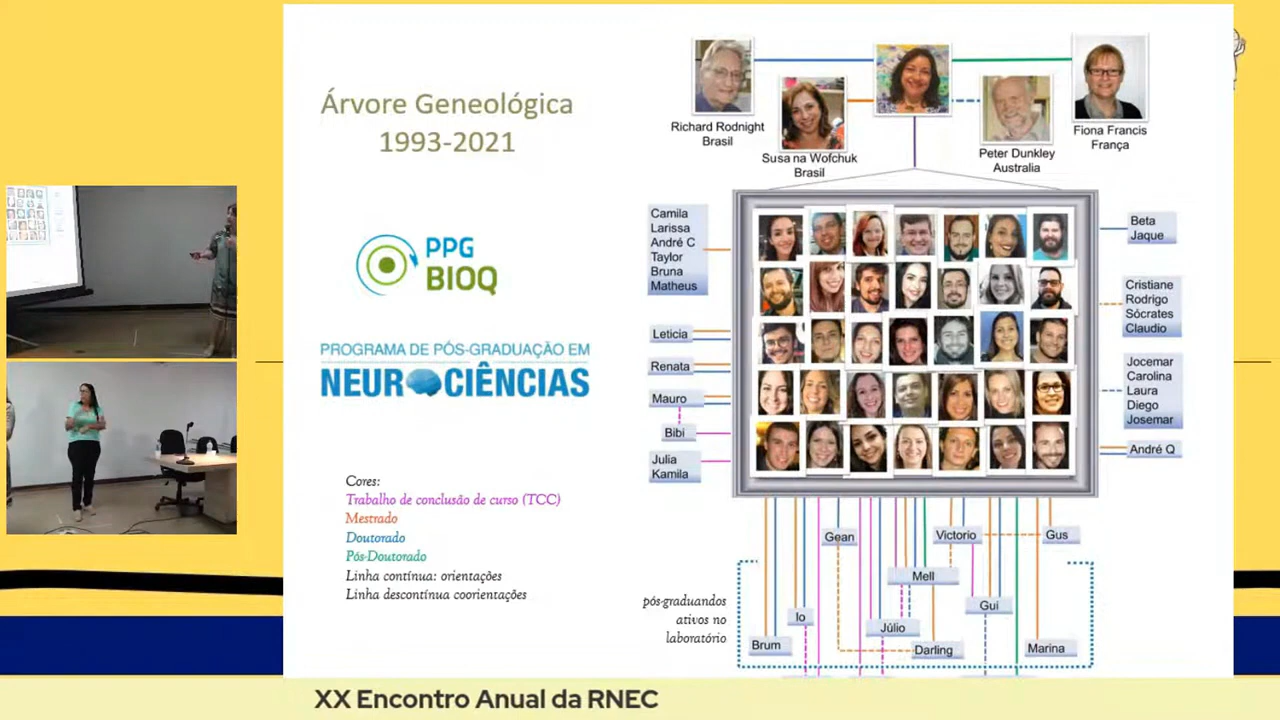 Árvore Geneológica
1993-2021
PPG
BIOQ
PROGRAMA DE PÓS-GRADUAÇÃO EM
NEUROCIÊNCIAS
Cores:
Trabalho de conclusão de curso (TCC)
Mestrado
Doutorado
Pós-Doutorado
Linha contínua: orientações
Linha descontínua coorientações
Richard Rodnight
Brasil
Susa na Wofchuk
Brasil
Peter Dunkley
Australia
Fiona Francis
França
Camila
Larissa
André C
Taylor
Bruna
Matheus
Leticia
Renata
Mauro
Bibi
Julia
Kamila
Beta
Jaque
Cristiane
Rodrigo
Sócrates
Claudio
Jocemar
Carolina
Laura
Diego
Josemar
André Q
Gean
Victorio
Gus
Mell
Gui
Io
Júlio
Brum
Darling
Marina
pós-graduandos
ativos no
laboratório
XX Encontro Anual da RNEC